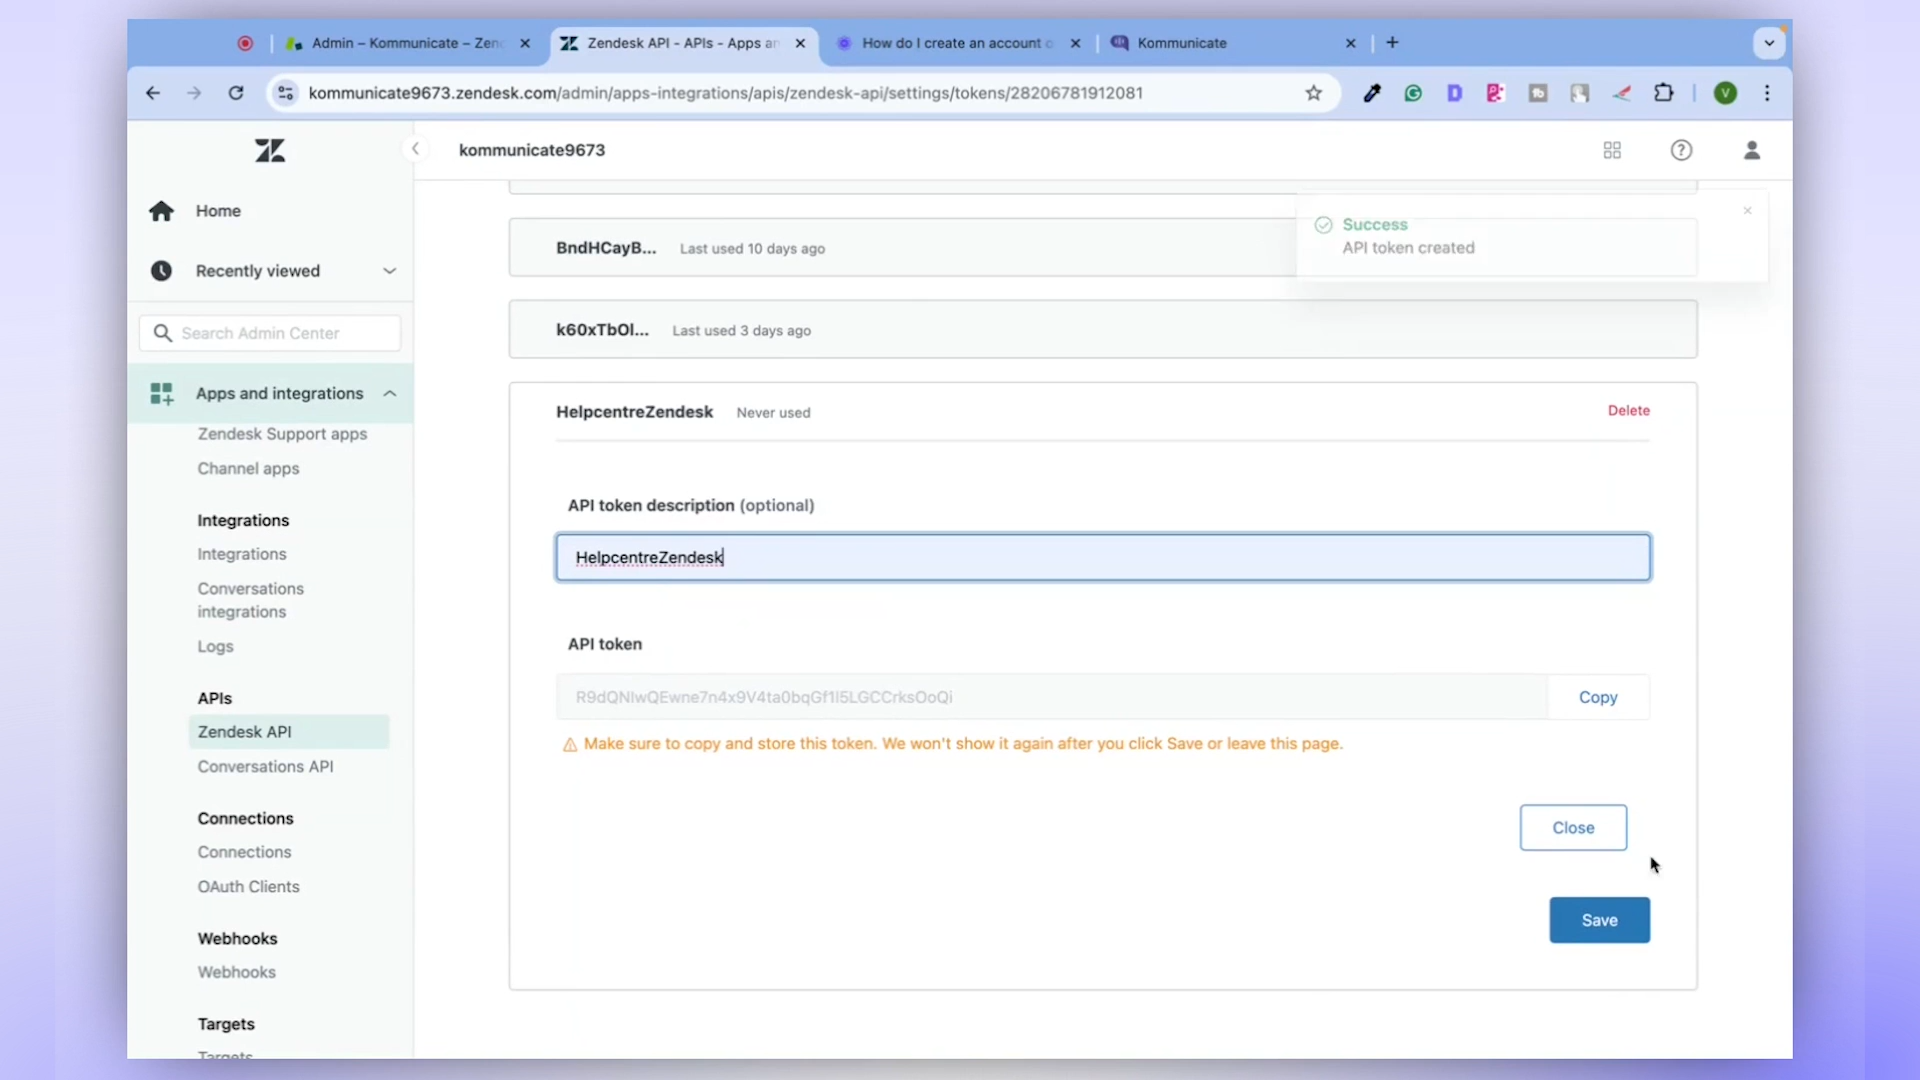 Admin – Kommunicate – Zen
Zendesk API - APIs - Apps an
How do I create an account o
Kommunicate
kommunicate9673.zendesk.com/admin/apps-integrations/apis/zendesk-api/settings/tokens/28206781912081
V
kommunicate9673
Home
Recently viewed
Search Admin Center
Apps and integrations
Zendesk Support apps
Channel apps
Integrations
Integrations
Conversations
integrations
Logs
APIs
Zendesk API
Conversations API
Connections
Connections
OAuth Clients
Webhooks
Webhooks
Targets
Targets
BndHCayB... Last used 10 days ago
Success
API token created
k60xTbOl... Last used 3 days ago
HelpcentreZendesk Never used Delete
API token description (optional)
HelpcentreZendesk
API token
Copy
Make sure to copy and store this token. We won't show it again after you click Save or leave this page.
Close
Save